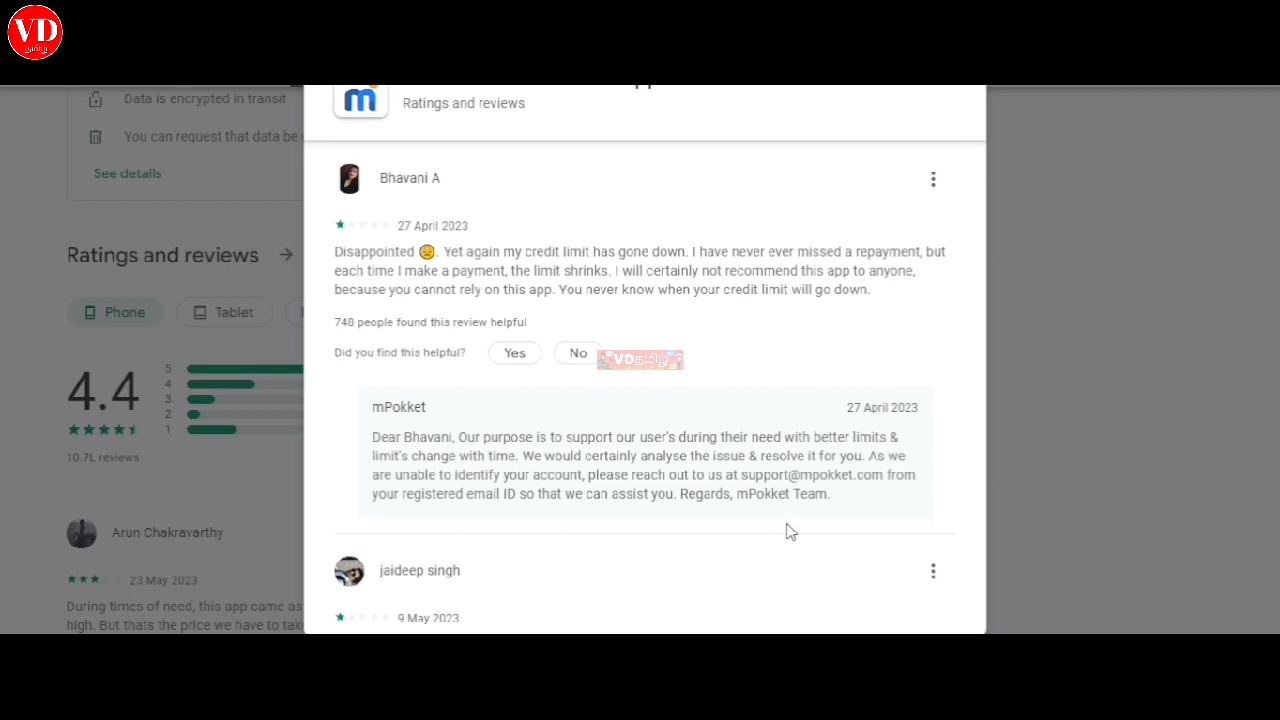 VD
தமிழ்
Data is encrypted in transit
You can request that data be
See details
Ratings and reviews
Phone
Tablet
4.4
5
4
3
2
1
10.7L reviews
Arun Chakravarthy
23 May 2023
During times of need, this app came as
high. But thats the price we have to take
m
Ratings and reviews
Bhavani A
27 April 2023
Disappointed 😣. Yet again my credit limit has gone down. I have never ever missed a repayment, but
each time I make a payment, the limit shrinks. I will certainly not recommend this app to anyone,
because you cannot rely on this app. You never know when your credit limit will go down.
748 people found this review helpful
Did you find this helpful?
Yes
No
VDதமிழ்
mPokket
27 April 2023
Dear Bhavani, Our purpose is to support our user's during their need with better limits &
limit's change with time. We would certainly analyse the issue & resolve it for you. As we
are unable to identify your account, please reach out to us at support@mpokket.com from
your registered email ID so that we can assist you. Regards, mPokket Team.
jaideep singh
9 May 2023